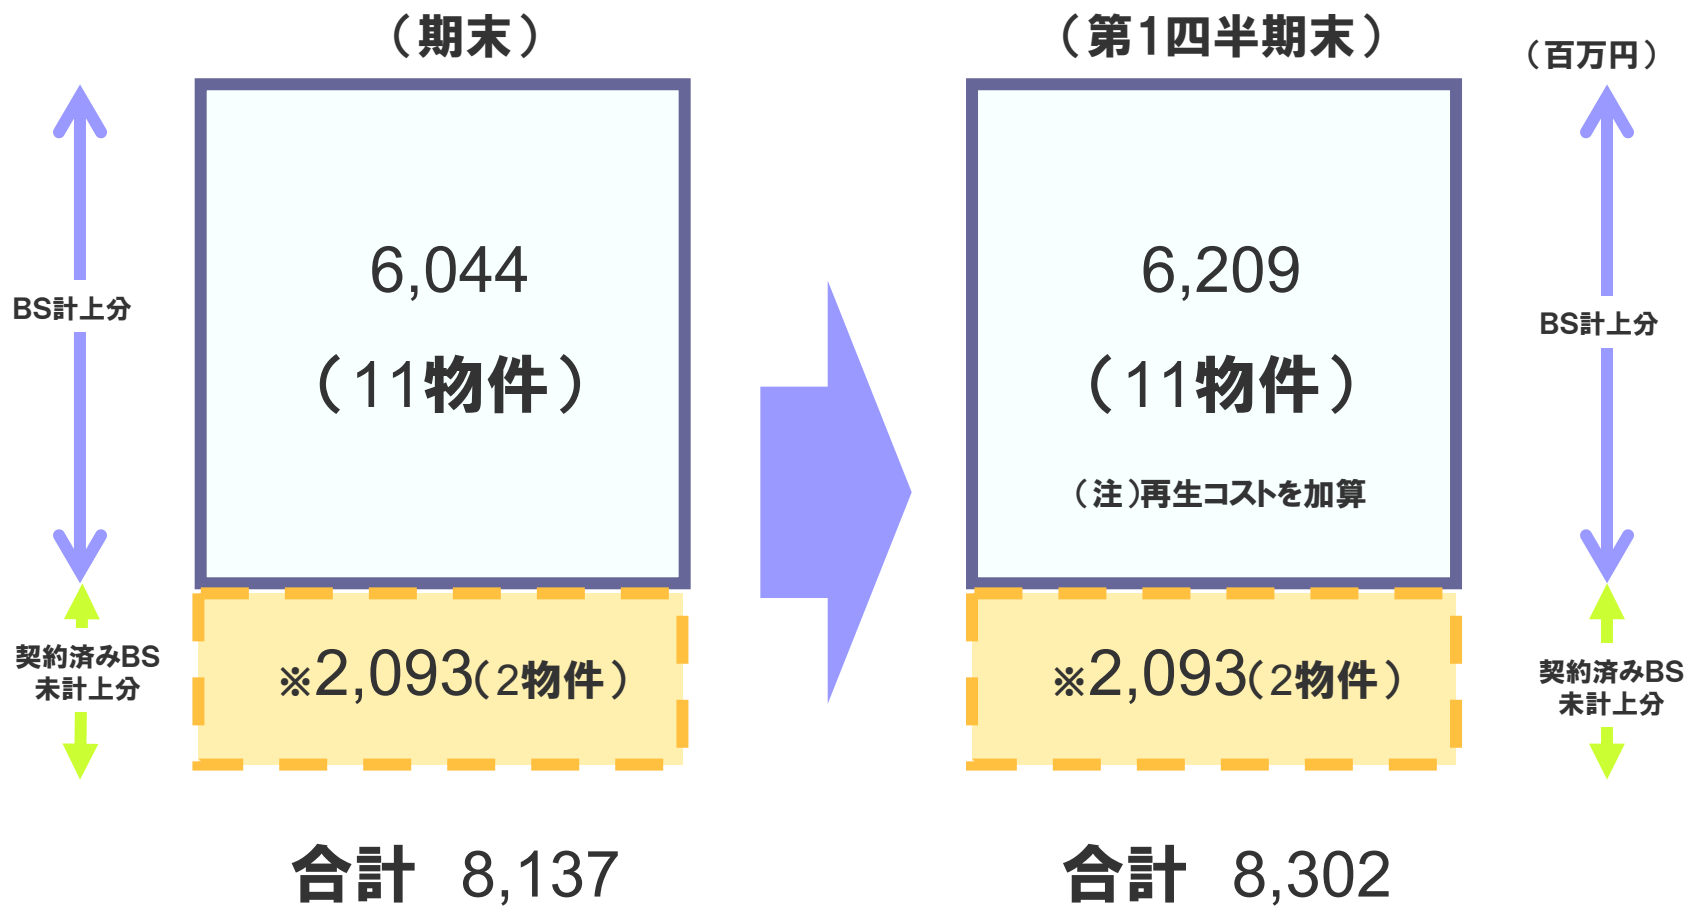 （期末）
（第1四半期末）
（百万円）
BS計上分
6,044
（11物件）
6,209
（11物件）
（注）再生コストを加算
BS計上分
契約済みBS
未計上分
※2,093（2物件）
※2,093（2物件）
契約済みBS
未計上分
合計 8,137
合計 8,302